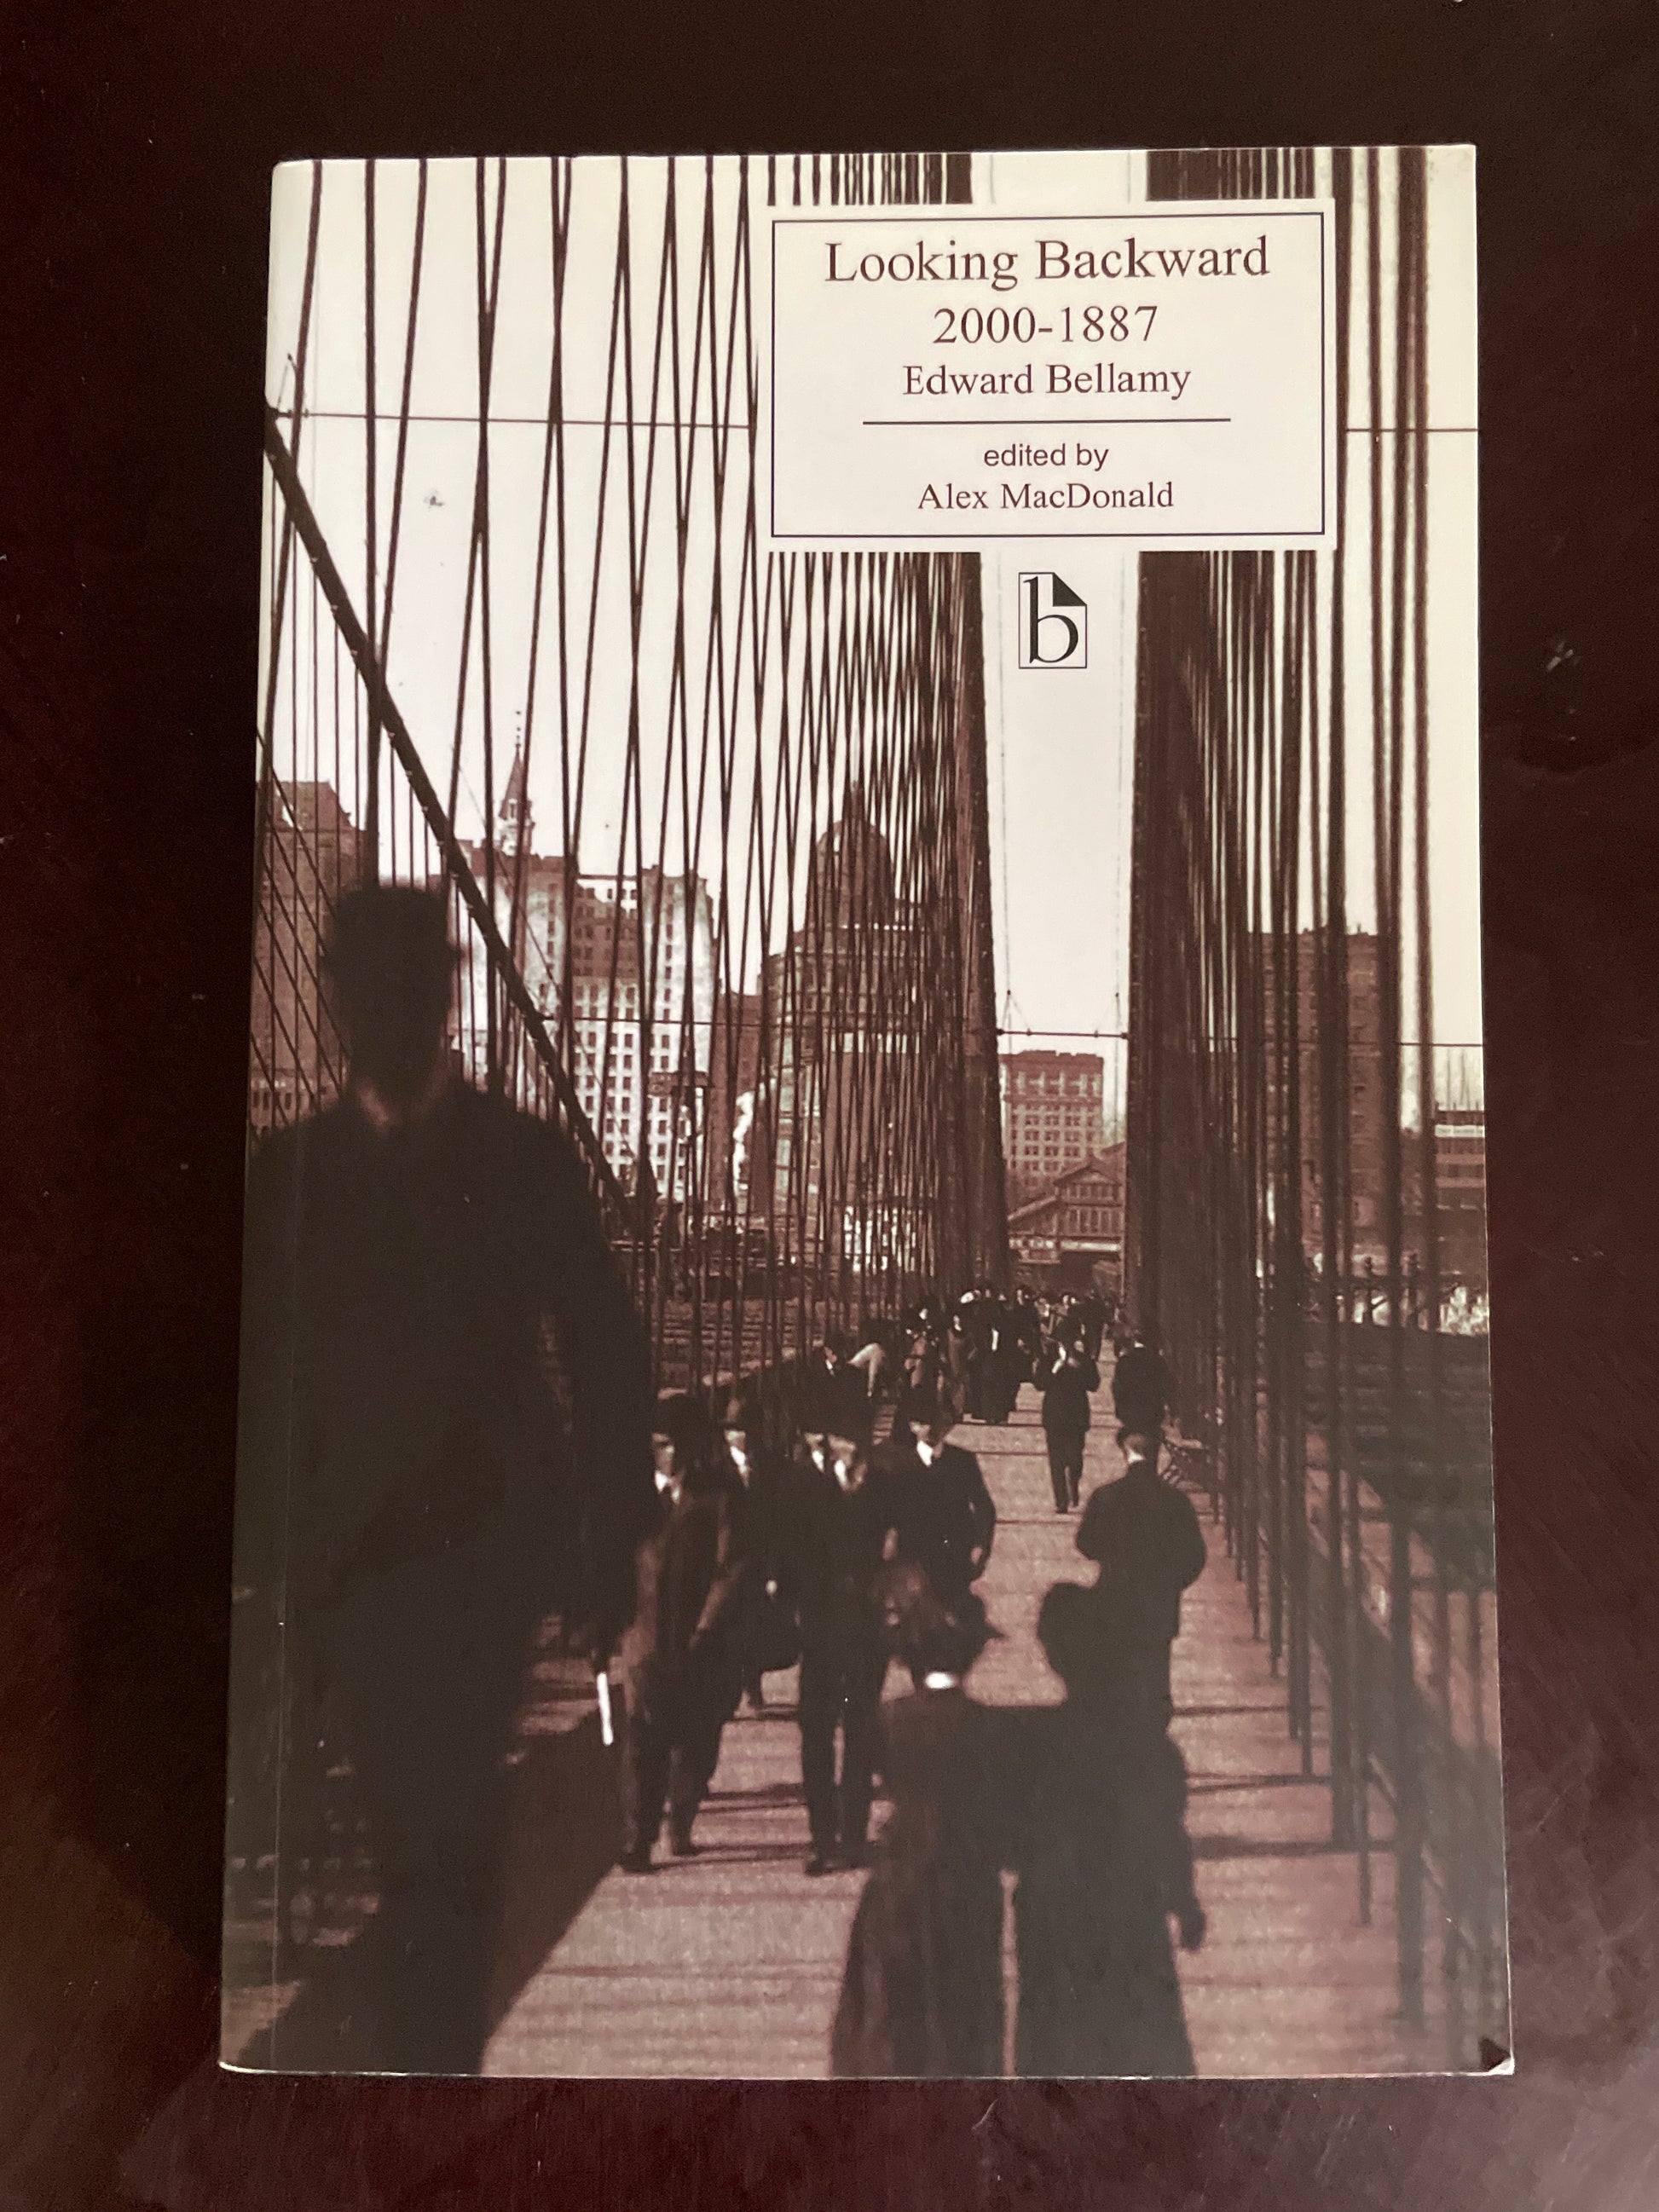 Looking Backward
2000-1887
Edward Bellamy
edited by
Alex MacDonald
b